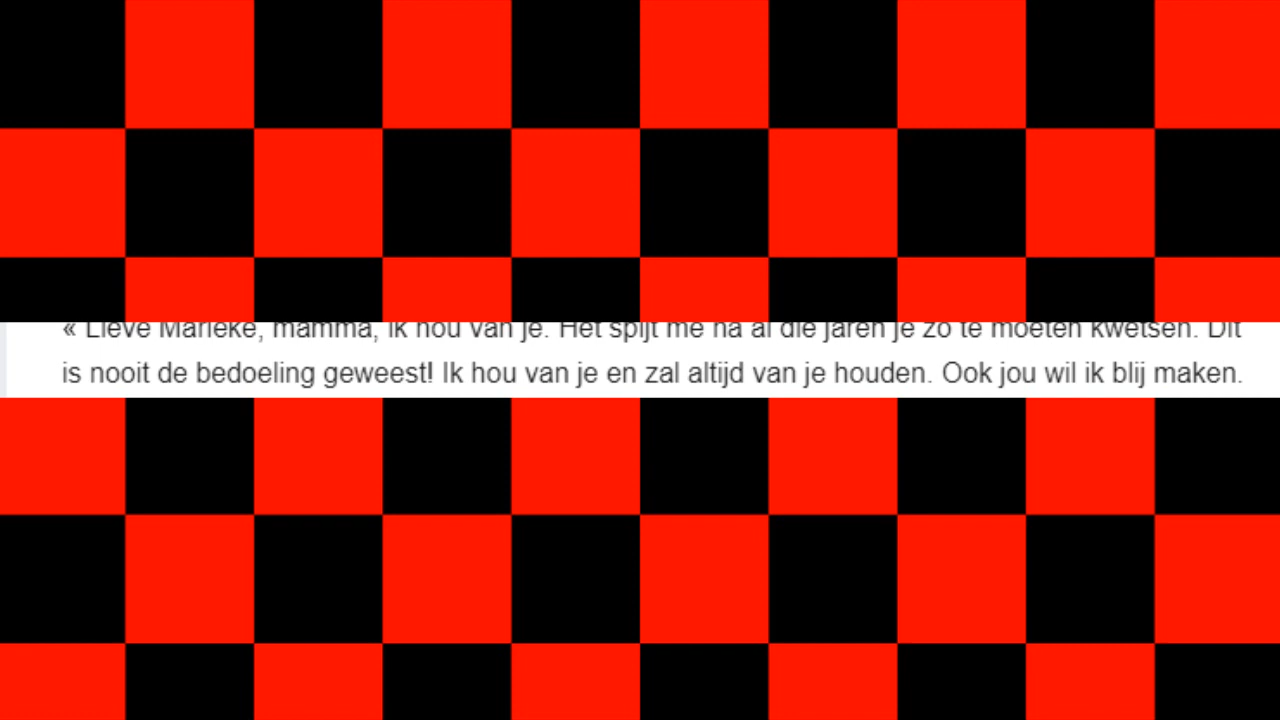 « Lieve Marieke, mamma, ik hou van je. Het spijt me na al die jaren je zo te moeten kwetsen. Dit
is nooit de bedoeling geweest! Ik hou van je en zal altijd van je houden. Ook jou wil ik blij maken.